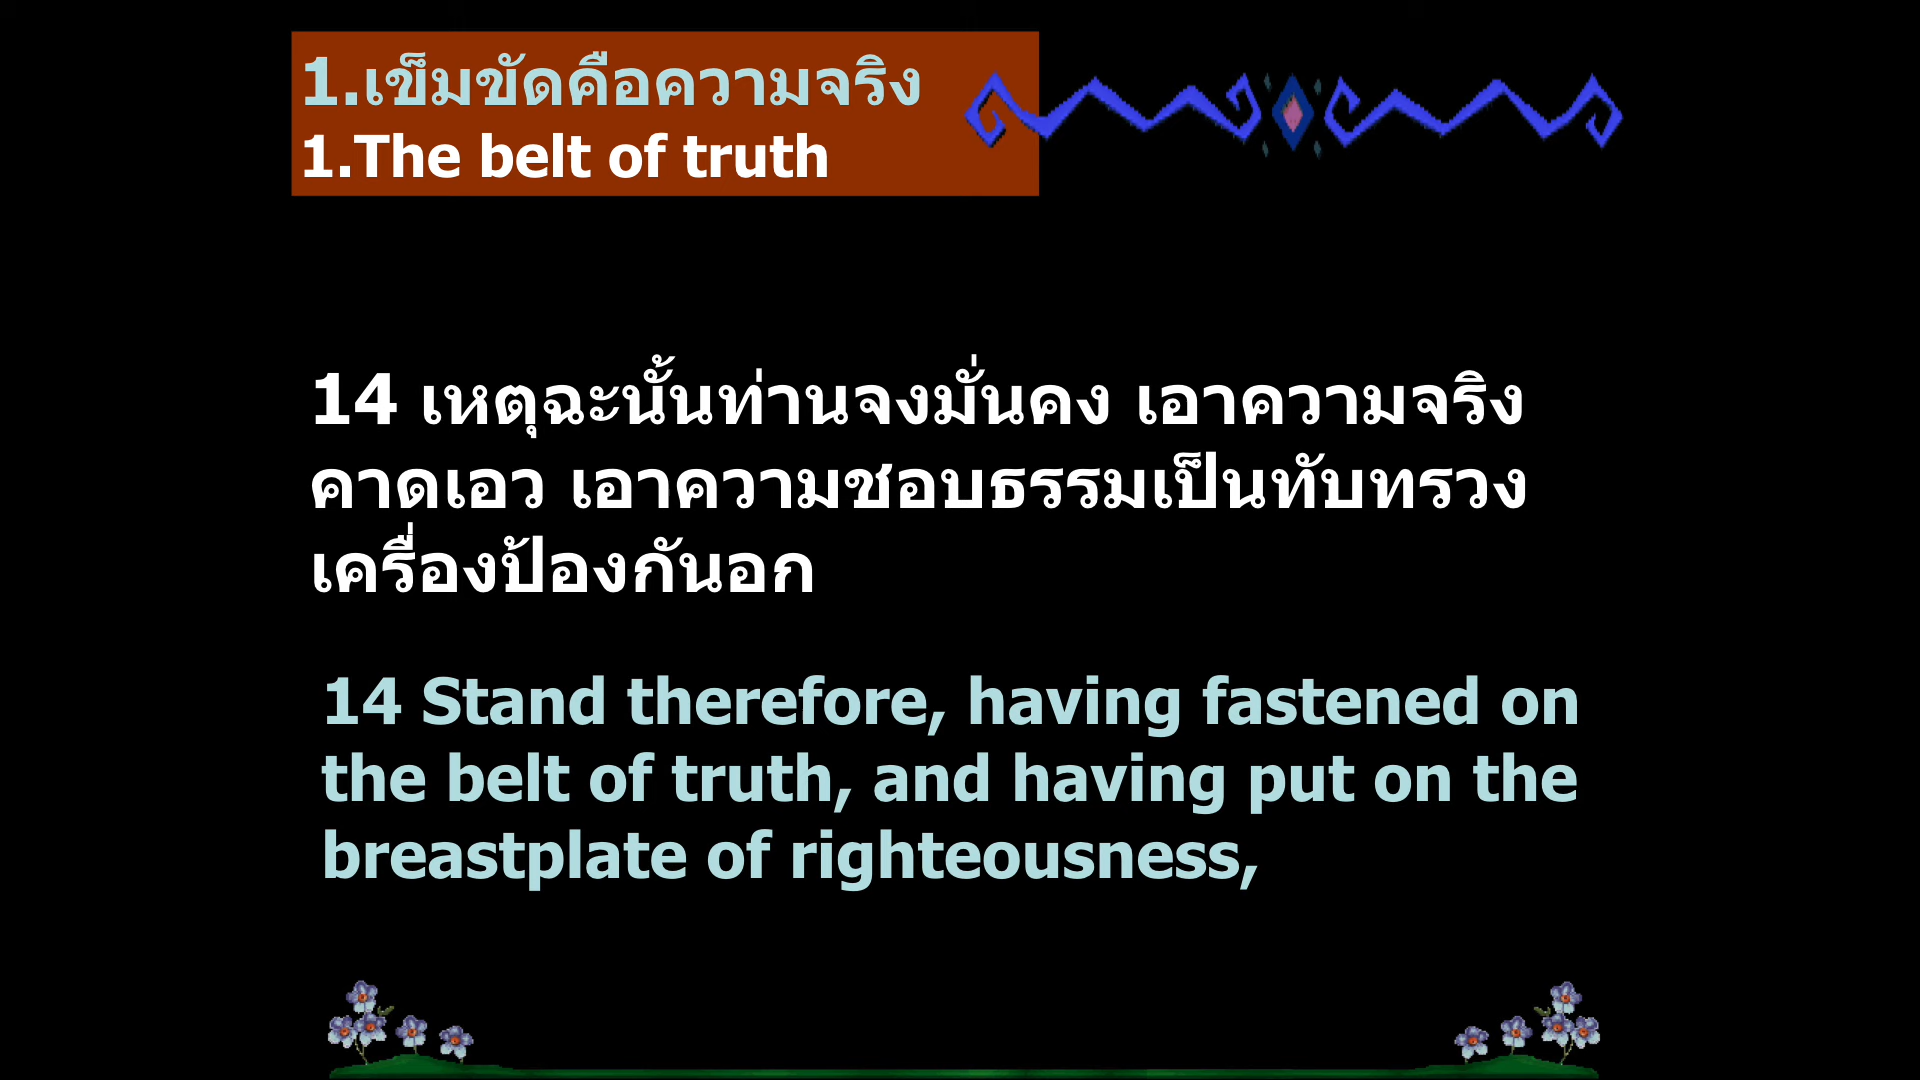 1.เข็มขัดคือความจริง
1.The belt of truth
14 เหตุฉะนั้นท่านจงมั่นคง เอาความจริง
คาดเอว เอาความชอบธรรมเป็นทับทรวง
เครื่องป้องกันอก
14 Stand therefore, having fastened on
the belt of truth, and having put on the
breastplate of righteousness,